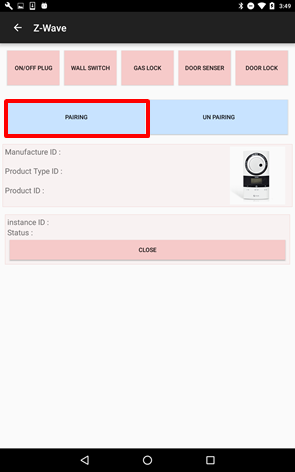 3:49
Z-Wave
ON/OFF PLUG WALL SWITCH GAS LOCK DOOR SENSER DOOR LOCK
PAIRING UN PAIRING
Manufacture ID :
Product Type ID :
Product ID :
instance ID :
Status :
CLOSE